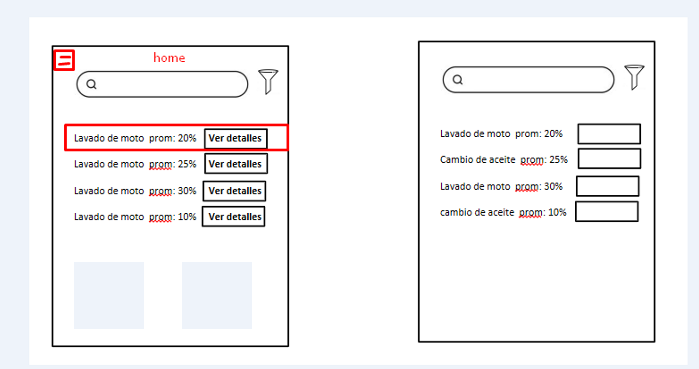 home
Lavado de moto prom: 20% Ver detalles
Lavado de moto prom: 25% Ver detalles
Lavado de moto prom: 30% Ver detalles
Lavado de moto prom: 10% Ver detalles
Lavado de moto prom: 20%
Cambio de aceite prom: 25%
Lavado de moto prom: 30%
cambio de aceite prom: 10%